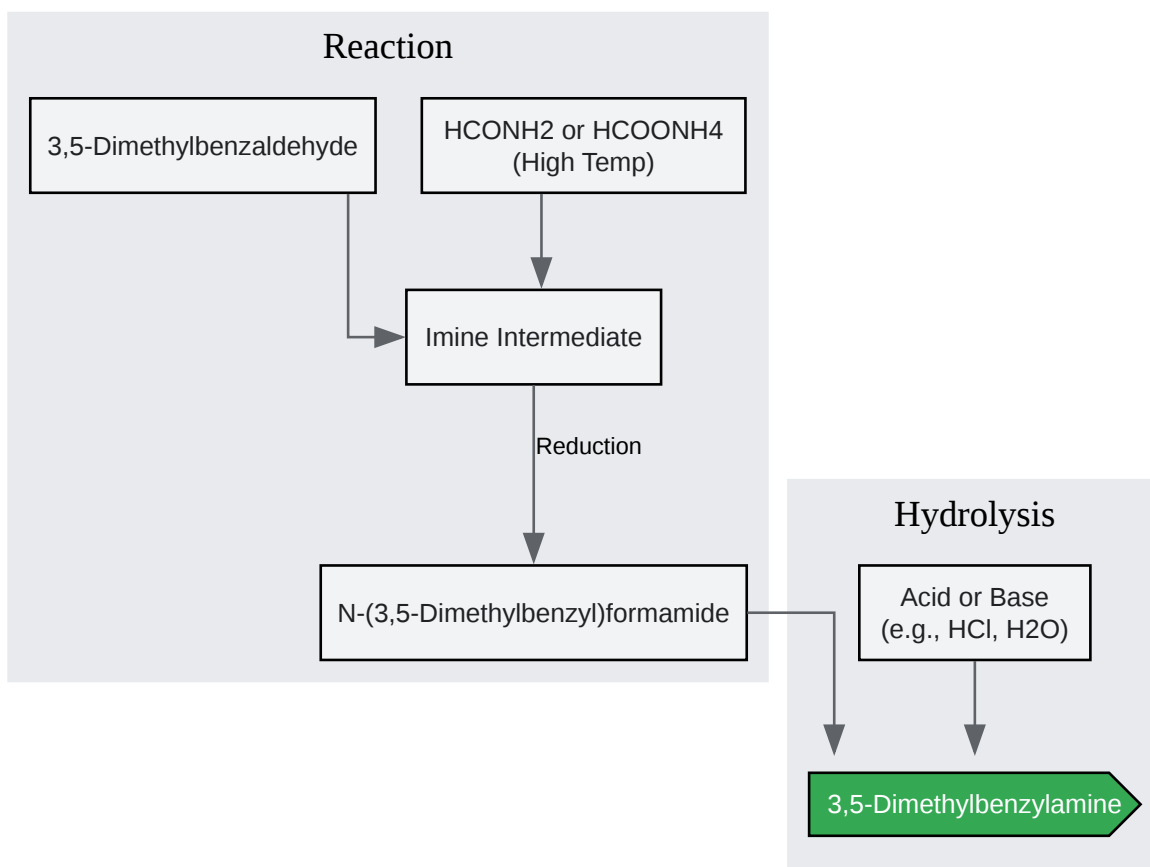 Reaction
3,5-Dimethylbenzaldehyde
HCONH2 or HCOONH4
(High Temp)
Imine Intermediate
Reduction
N-(3,5-Dimethylbenzyl)formamide
Hydrolysis
Acid or Base
(e.g., HCl, H2O)
3,5-Dimethylbenzylamine